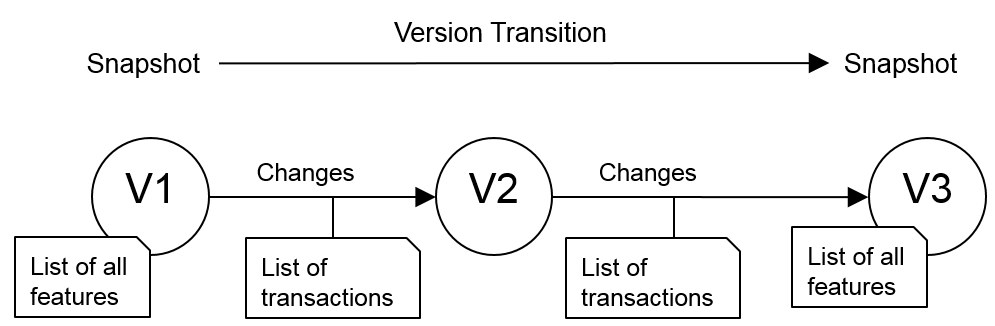 Version Transition
Snapshot
Snapshot
V1
Changes
V2
Changes
V3
List of all
features
List of
transactions
List of
transactions
List of all
features